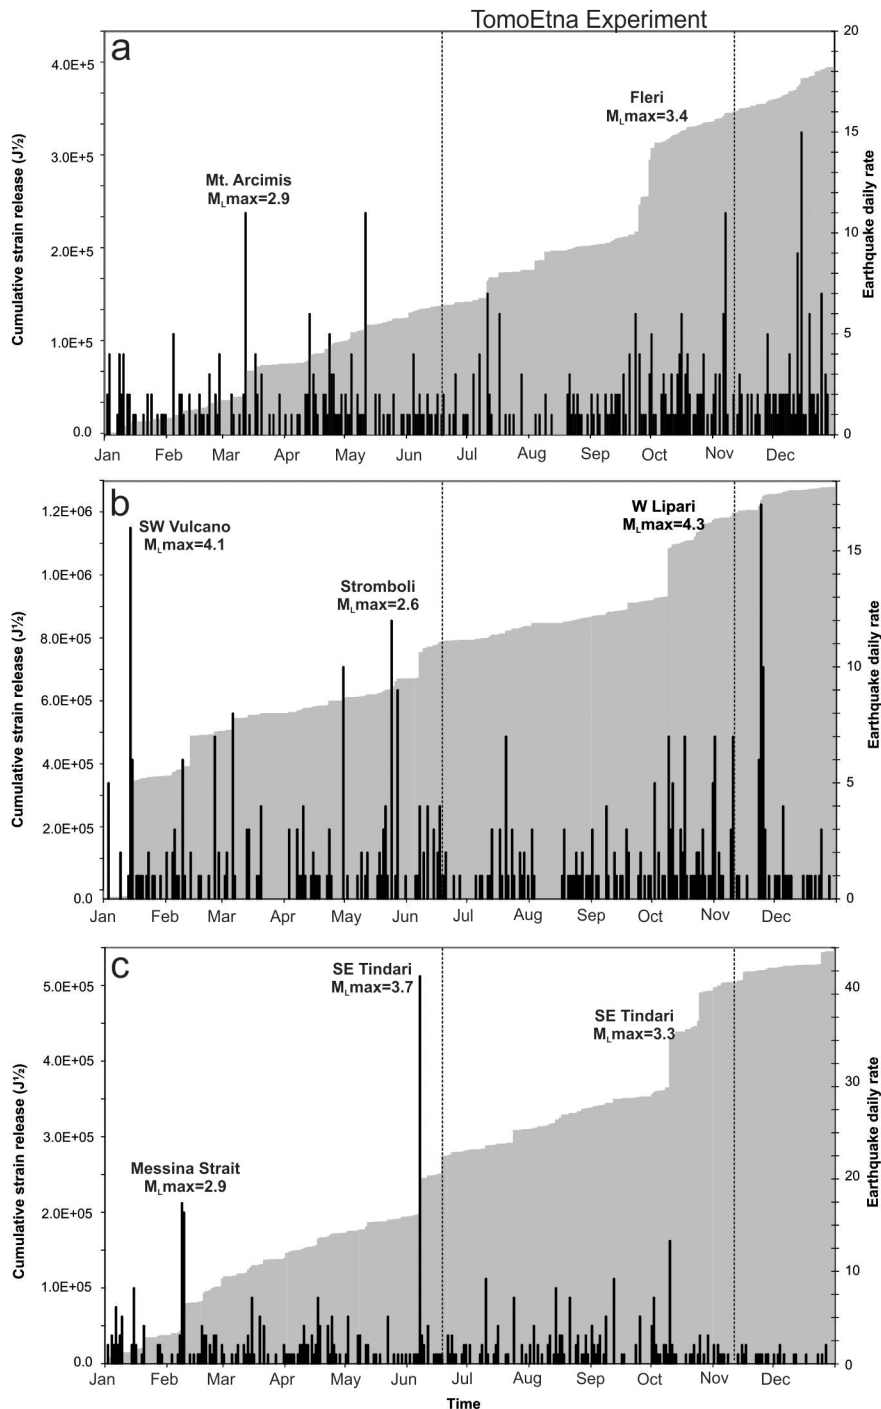 TomoEtna Experiment
a
20
4.0E+5
Fleri
M_Lmax=3.4
15
3.0E+5
Mt. Arcimis
M_Lmax=2.9
Cumulative strain release (J½)
Earthquake daily rate
10
2.0E+5
5
1.0E+5
0.0
0
Jan Feb Mar Apr May Jun Jul Aug Sep Oct Nov Dec
b
1.2E+06
SW Vulcano
M_Lmax=4.1
W Lipari
M_Lmax=4.3
15
1.0E+06
Stromboli
M_Lmax=2.6
8.0E+05
Cumulative strain release (J½)
Earthquake daily rate
10
6.0E+05
4.0E+05
5
2.0E+05
0.0
0
Jan Feb Mar Apr May Jun Jul Aug Sep Oct Nov Dec
c
SE Tindari
M_Lmax=3.7
5.0E+05
40
SE Tindari
M_Lmax=3.3
4.0E+05
30
Cumulative strain release (J½)
Earthquake daily rate
3.0E+05
Messina Strait
M_Lmax=2.9
20
2.0E+05
1.0E+05
10
0.0
0
Jan Feb Mar Apr May Jun Jul Aug Sep Oct Nov Dec
Time